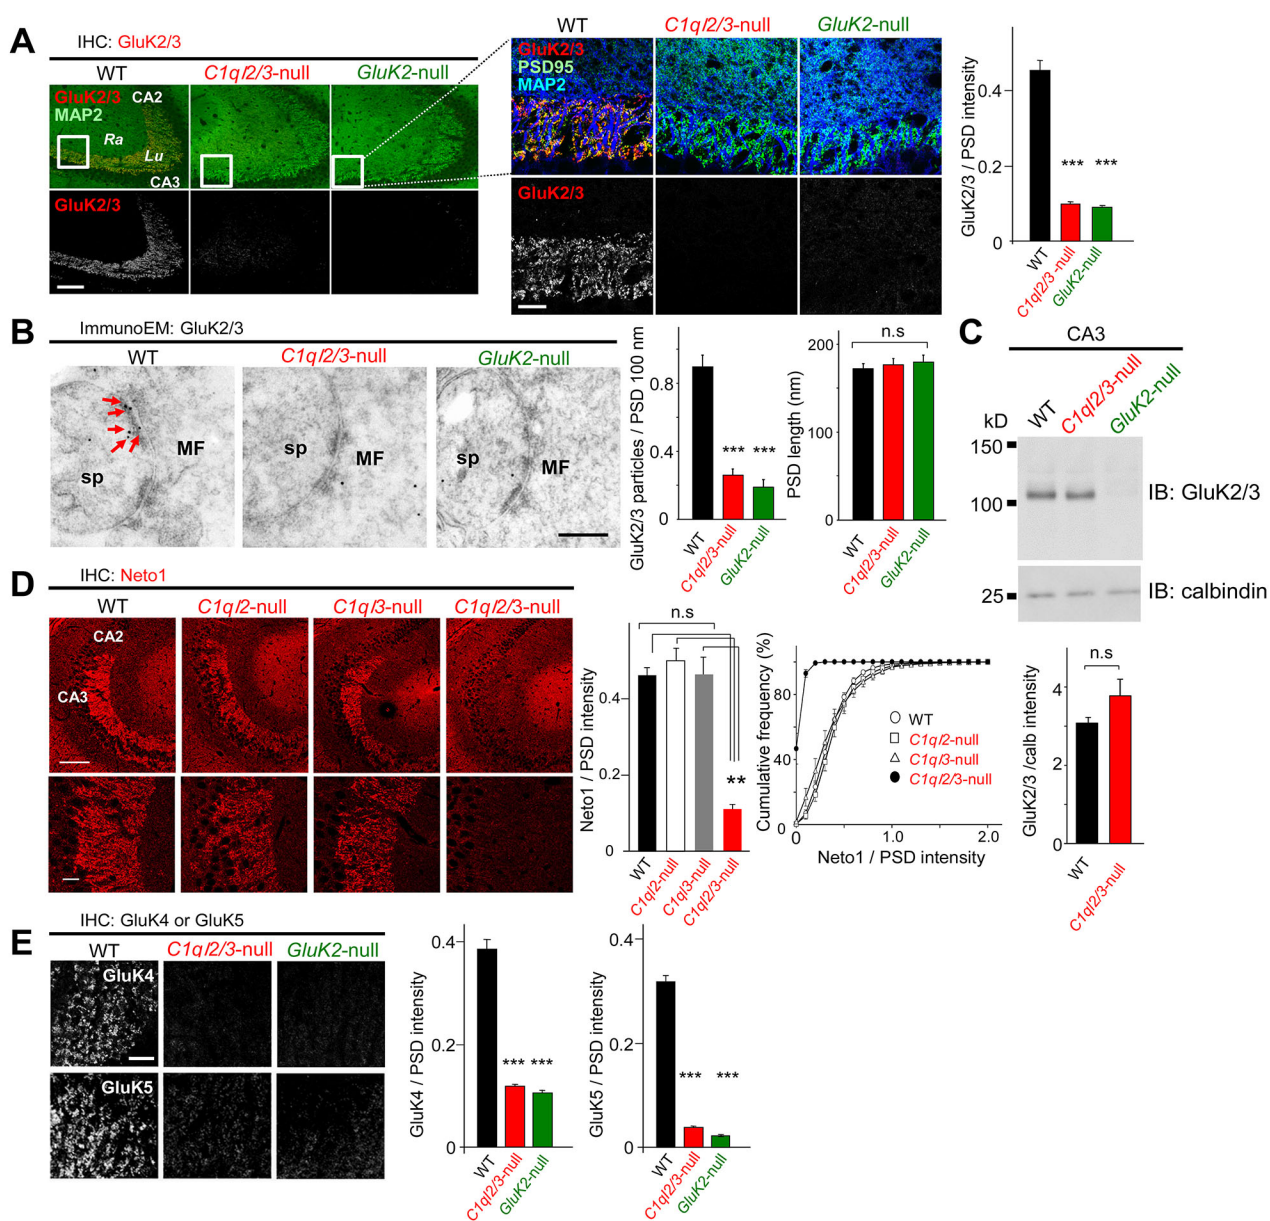 A
IHC: GluK2/3
WT
C1ql2/3-null
GluK2-null
GluK2/3
MAP2
CA2
Ra
Lu
CA3
GluK2/3
WT
C1ql2/3-null
GluK2-null
GluK2/3
PSD95
MAP2
GluK2/3
GluK2/3 / PSD intensity
0.4
0.2
0
***
***
WT
C1ql2/3-null
GluK2-null
B
ImmunoEM: GluK2/3
WT
C1ql2/3-null
GluK2-null
sp
MF
sp
MF
sp
MF
GluK2/3 particles / PSD 100 nm
0.8
0.4
0
***
***
WT
C1ql2/3-null
GluK2-null
PSD length (nm)
200
100
0
n.s
WT
C1ql2/3-null
GluK2-null
C
CA3
kD
WT
C1ql2/3-null
GluK2-null
150
100
IB: GluK2/3
25
IB: calbindin
GluK2/3 /calb intensity
4
2
0
n.s
WT
C1ql2/3-null
D
IHC: Neto1
WT
C1ql2-null
C1ql3-null
C1ql2/3-null
CA2
CA3
Neto1 / PSD intensity
0.4
0.2
0
n.s
**
WT
C1ql2-null
C1ql3-null
C1ql2/3-null
Cumulative frequency (%)
80
40
0
WT
C1ql2-null
C1ql3-null
C1ql2/3-null
0
1.0
2.0
Neto1 / PSD intensity
E
IHC: GluK4 or GluK5
WT
C1ql2/3-null
GluK2-null
GluK4
GluK5
GluK4 / PSD intensity
0.4
0.2
0
***
***
WT
C1ql2/3-null
GluK2-null
GluK5 / PSD intensity
0.4
0.2
0
***
***
WT
C1ql2/3-null
GluK2-null